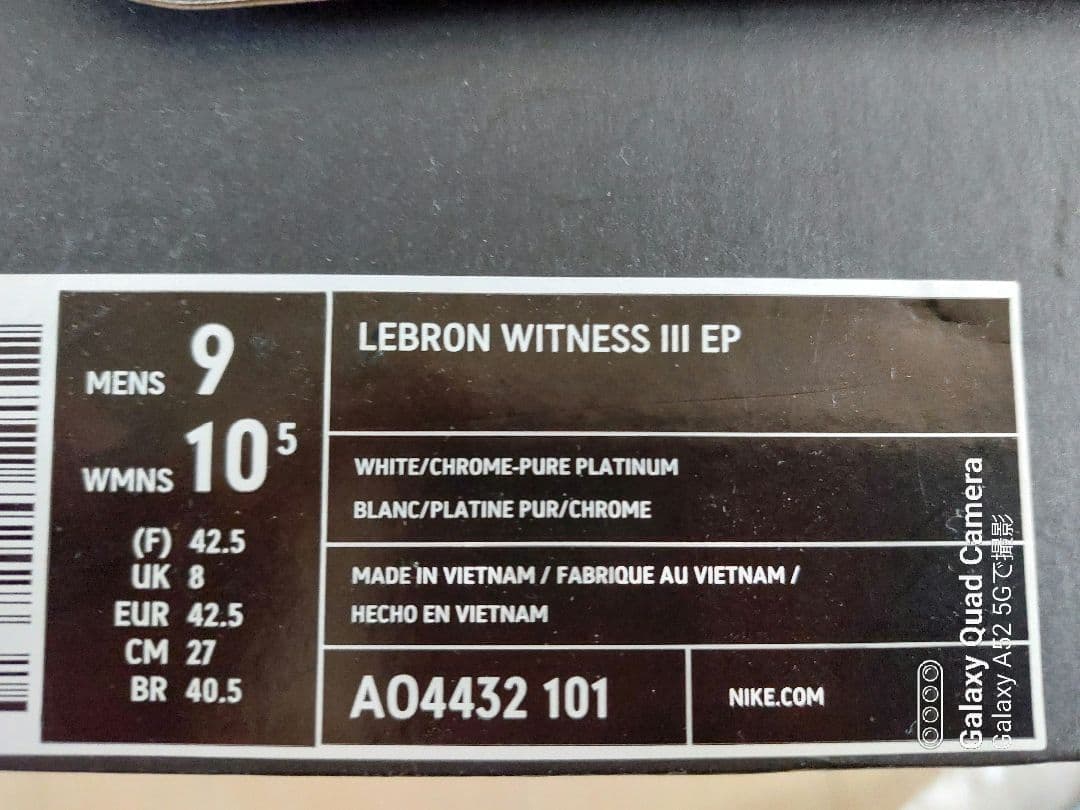 MENS 9
WMNS 10⁵
(F) 42.5
UK 8
EUR 42.5
CM 27
BR 40.5
LEBRON WITNESS III EP
WHITE/CHROME-PURE PLATINUM
BLANC/PLATINE PUR/CHROME
MADE IN VIETNAM / FABRIQUE AU VIETNAM /
HECHO EN VIETNAM
AO4432 101
NIKE.COM
Galaxy Quad Camera
Galaxy A52 5Gで撮影